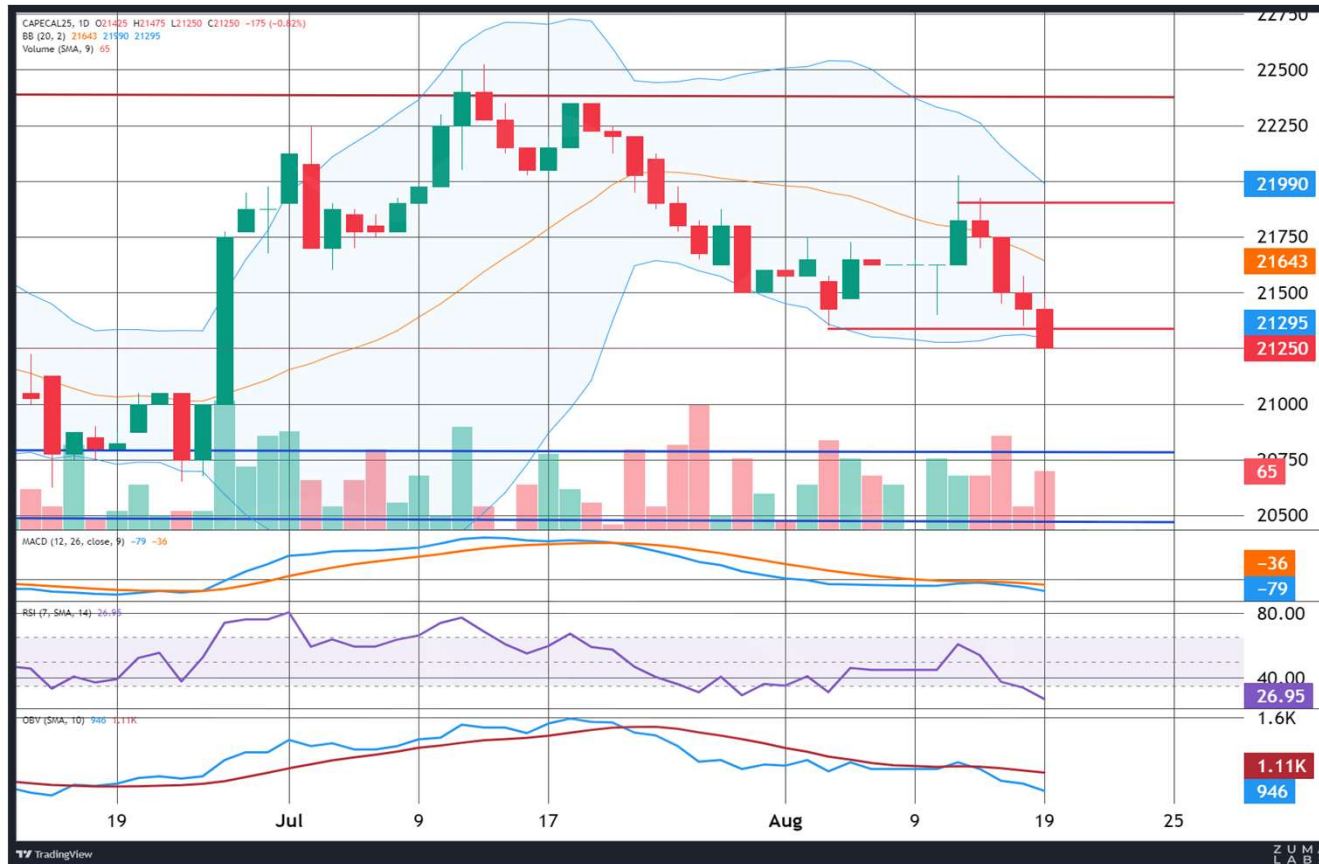 CAPECAL25, 1D O21425 H21475 L21250 C21250 −175 (−0.82%)
BB (20, 2) 21643 21990 21295
Volume (SMA, 9) 65
22750
22500
22250
21990
21750
21643
21500
21295
21250
21000
20750
65
20500
MACD (12, 26, close, 9) −79 −36
−36
−79
RSI (7, SMA, 14) 26.95
80.00
40.00
26.95
OBV (SMA, 10) 946 1.11K
1.6K
1.11K
946
19 Jul 9 17 Aug 9 19 25
TradingView
ZUMA
LAB